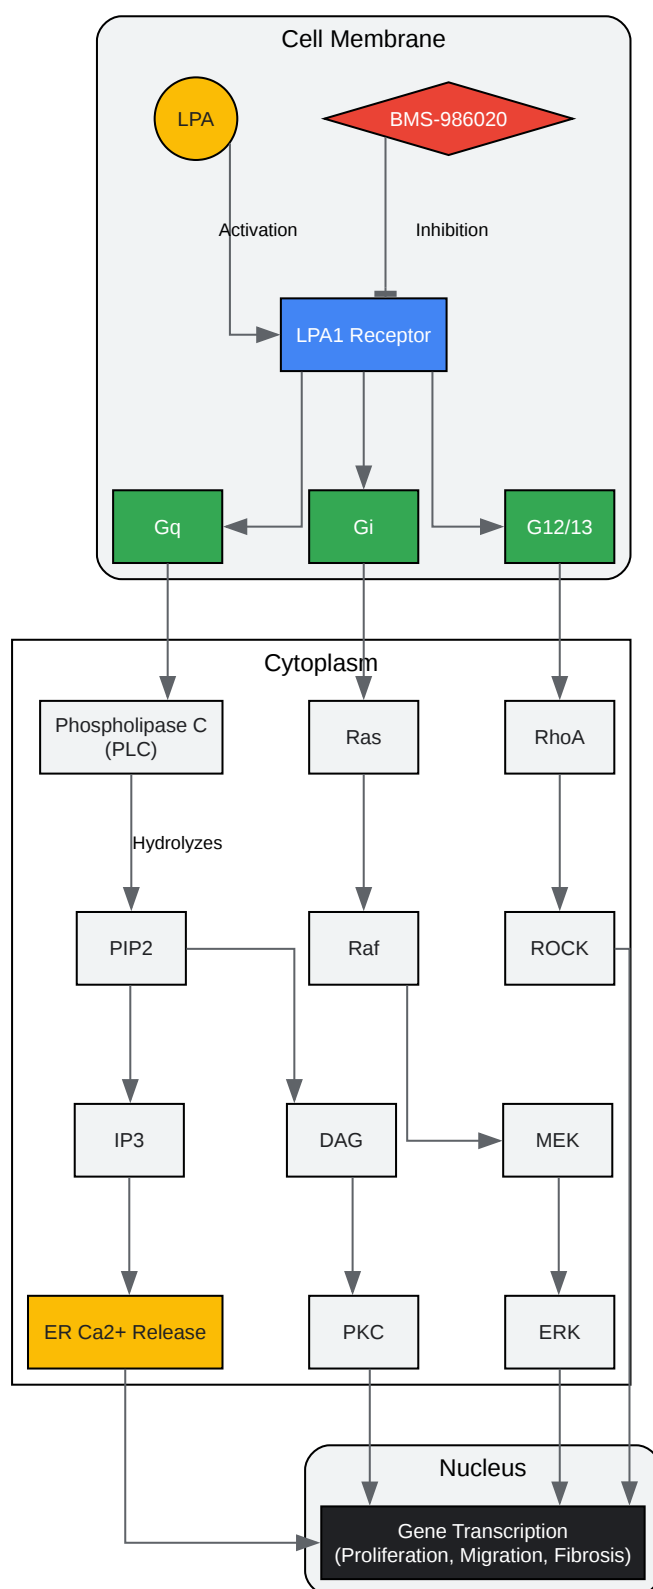 Cell Membrane
LPA
BMS-986020
Activation
Inhibition
LPA1 Receptor
Gq
Gi
G12/13
Cytoplasm
Phospholipase C
(PLC)
Ras
RhoA
Hydrolyzes
PIP2
Raf
ROCK
IP3
DAG
MEK
ER Ca2+ Release
PKC
ERK
Nucleus
Gene Transcription
(Proliferation, Migration, Fibrosis)